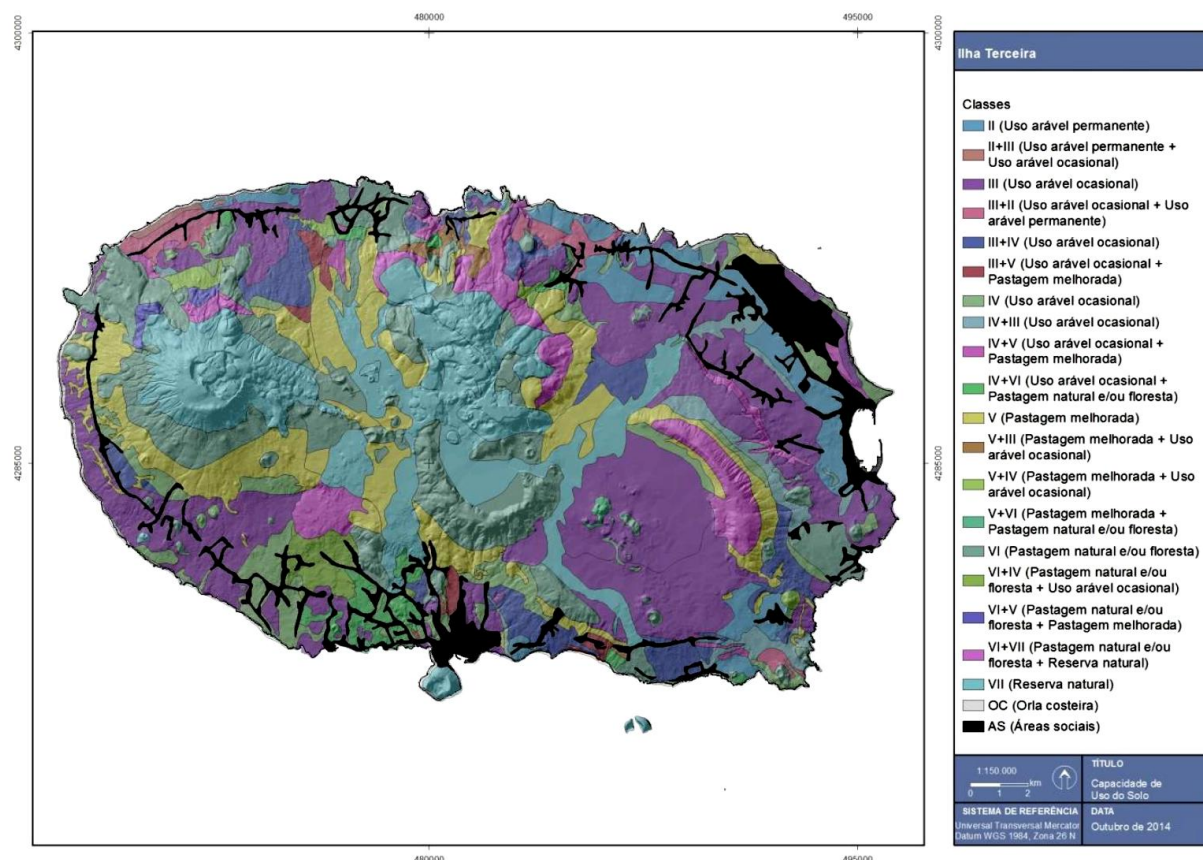 480000
495000
4300000
4300000
4285000
4285000
480000
495000
Ilha Terceira
Classes
II (Uso arável permanente)
II+III (Uso arável permanente +
Uso arável ocasional)
III (Uso arável ocasional)
III+II (Uso arável ocasional + Uso
arável permanente)
III+IV (Uso arável ocasional)
III+V (Uso arável ocasional +
Pastagem melhorada)
IV (Uso arável ocasional)
IV+III (Uso arável ocasional)
IV+V (Uso arável ocasional +
Pastagem melhorada)
IV+VI (Uso arável ocasional +
Pastagem natural e/ou floresta)
V (Pastagem melhorada)
V+III (Pastagem melhorada + Uso
arável ocasional)
V+IV (Pastagem melhorada + Uso
arável ocasional)
V+VI (Pastagem melhorada +
Pastagem natural e/ou floresta)
VI (Pastagem natural e/ou floresta)
VI+IV (Pastagem natural e/ou
floresta + Uso arável ocasional)
VI+V (Pastagem natural e/ou
floresta + Pastagem melhorada)
VI+VII (Pastagem natural e/ou
floresta + Reserva natural)
VII (Reserva natural)
OC (Orla costeira)
AS (Áreas sociais)
1:150.000
km
0 1 2
TÍTULO
Capacidade de
Uso do Solo
SISTEMA DE REFERÊNCIA
Universal Transversal Mercator
Datum WGS 1984, Zona 26 N
DATA
Outubro de 2014